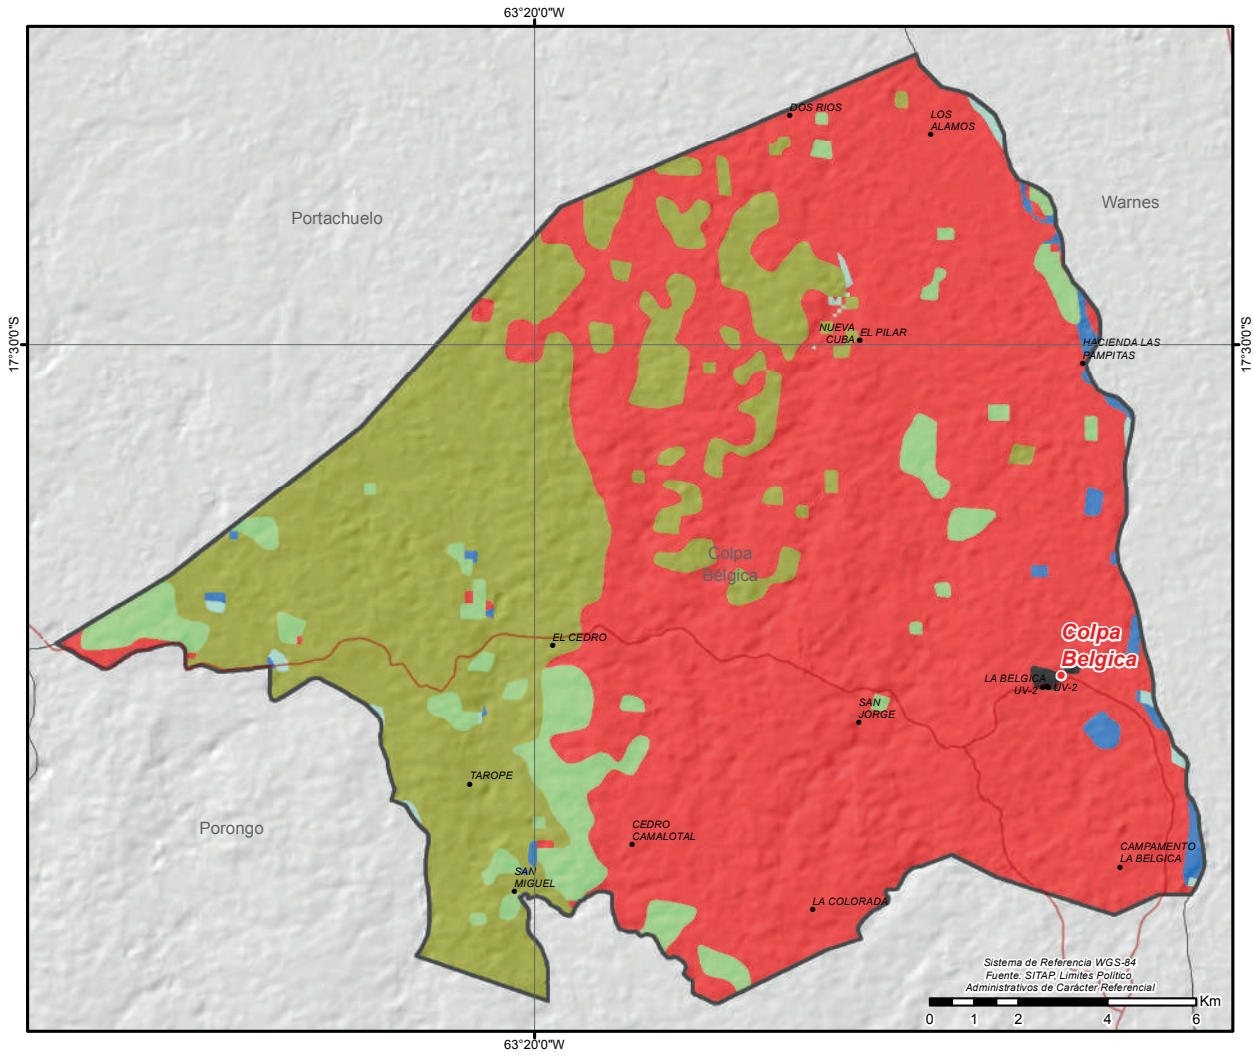 63°20'0"W
DOS RIOS
LOS
ALAMOS
Portachuelo
Warnes
17°30'0"S
NUEVA
CUBA
EL PILAR
HACIENDA LAS
PAMPITAS
17°30'0"S
Colpa
Bélgica
EL CEDRO
Colpa
Belgica
LA BELGICA
UV-2
UV-2
SAN
JORGE
TAROPE
Porongo
CEDRO
CAMALOTAL
CAMPAMENTO
LA BELGICA
SAN
MIGUEL
LA COLORADA
Sistema de Referencia WGS-84
Fuente: SITAP, Limites Político
Administrativos de Carácter Referencial
Km
0 1 2 4 6
63°20'0"W